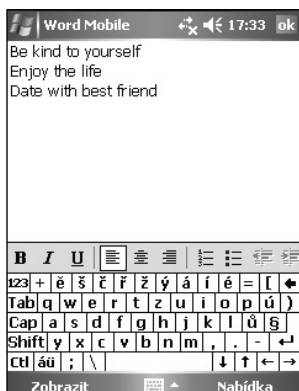 Word Mobile 17:33 ok
Be kind to yourself
Enjoy the life
Date with best friend
B I U
123 + ě š č ř ž ý á í é = [
Tab q w e r t z u i o p ú )
Cap a s d f g h j k l ů §
Shift y x c v b n m , . -
Ctl áü ; \
Zobrazit Nabídka